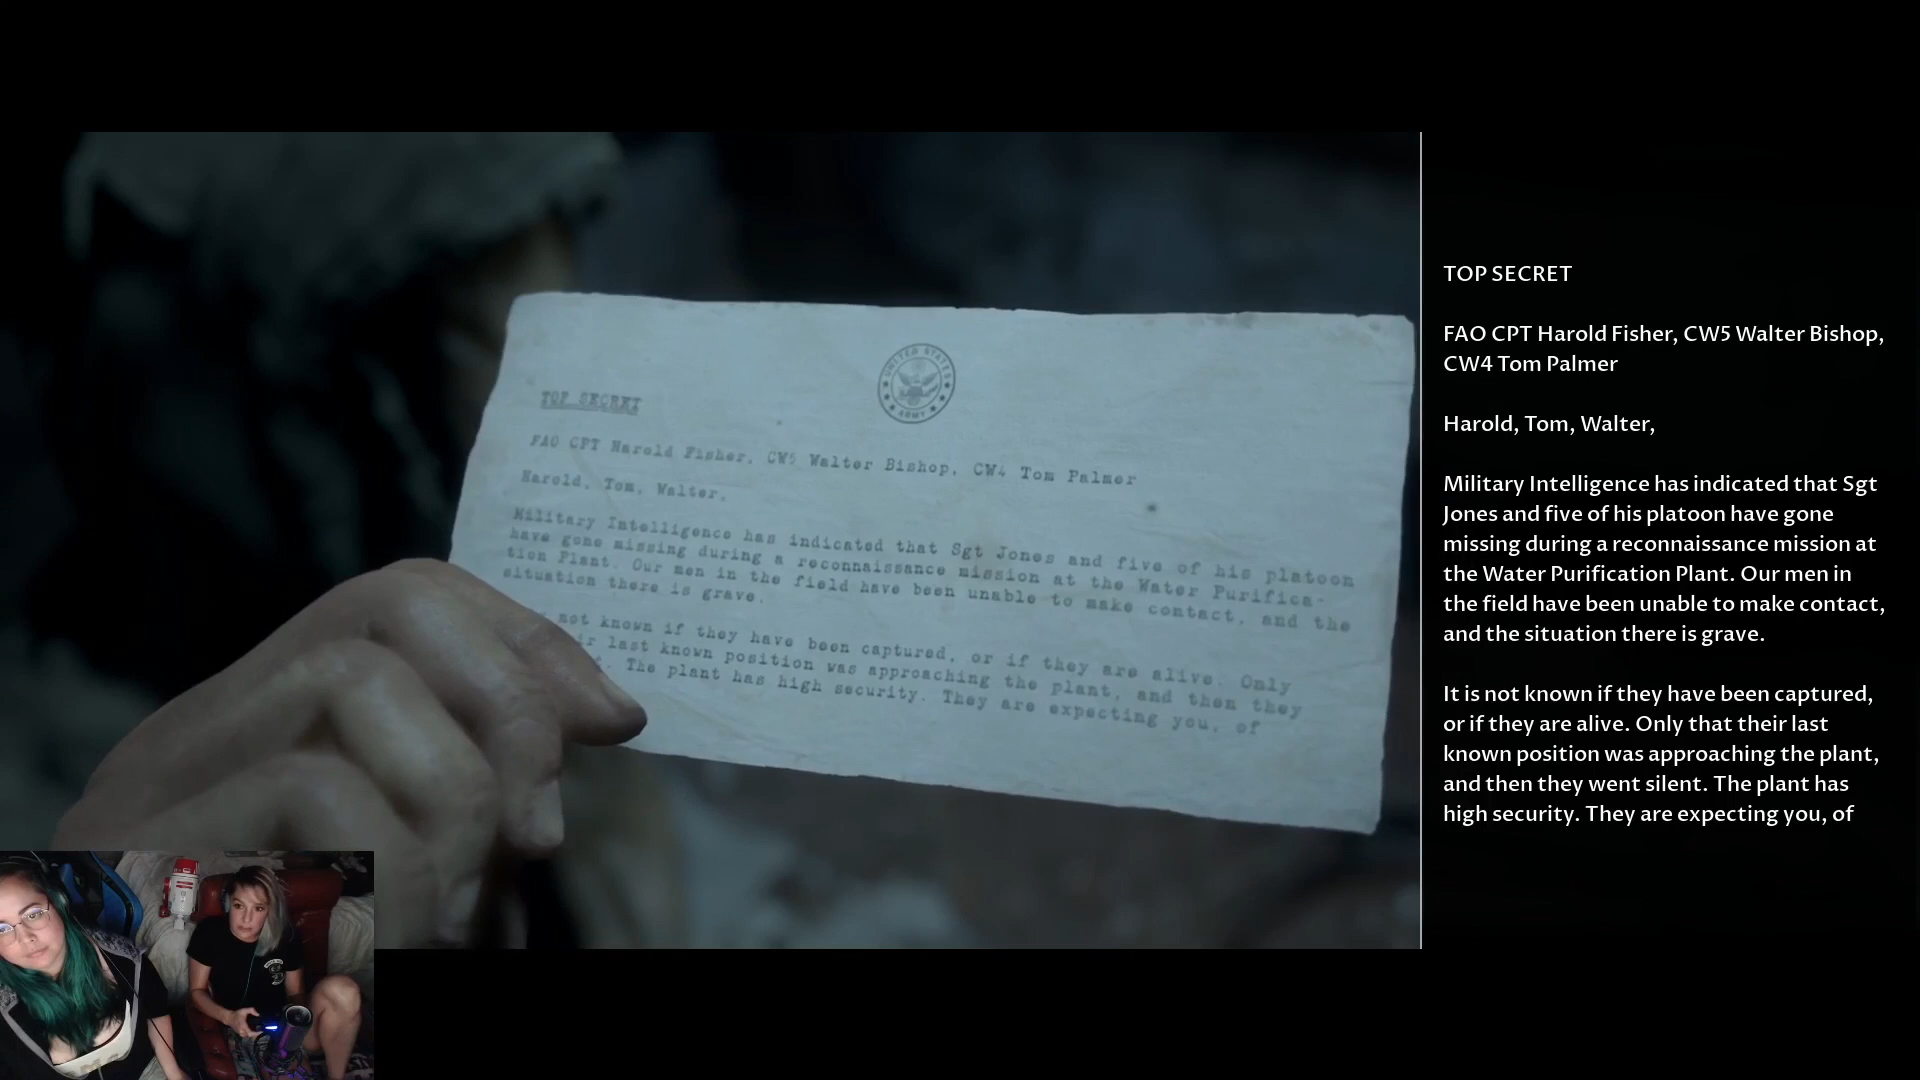 UNITED STATES
ARMY
TOP SECRET
FAO CPT Harold Fisher, CW5 Walter Bishop, CW4 Tom Palmer
Harold, Tom, Walter,
Military Intelligence has indicated that Sgt Jones and five of his platoon
have gone missing during a reconnaissance mission at the Water Purifica-
tion Plant. Our men in the field have been unable to make contact, and the
situation there is grave.
not known if they have been captured, or if they are alive. Only
last known position was approaching the plant, and then they
The plant has high security. They are expecting you, of
TOP SECRET
FAO CPT Harold Fisher, CW5 Walter Bishop,
CW4 Tom Palmer
Harold, Tom, Walter,
Military Intelligence has indicated that Sgt
Jones and five of his platoon have gone
missing during a reconnaissance mission at
the Water Purification Plant. Our men in
the field have been unable to make contact,
and the situation there is grave.
It is not known if they have been captured,
or if they are alive. Only that their last
known position was approaching the plant,
and then they went silent. The plant has
high security. They are expecting you, of